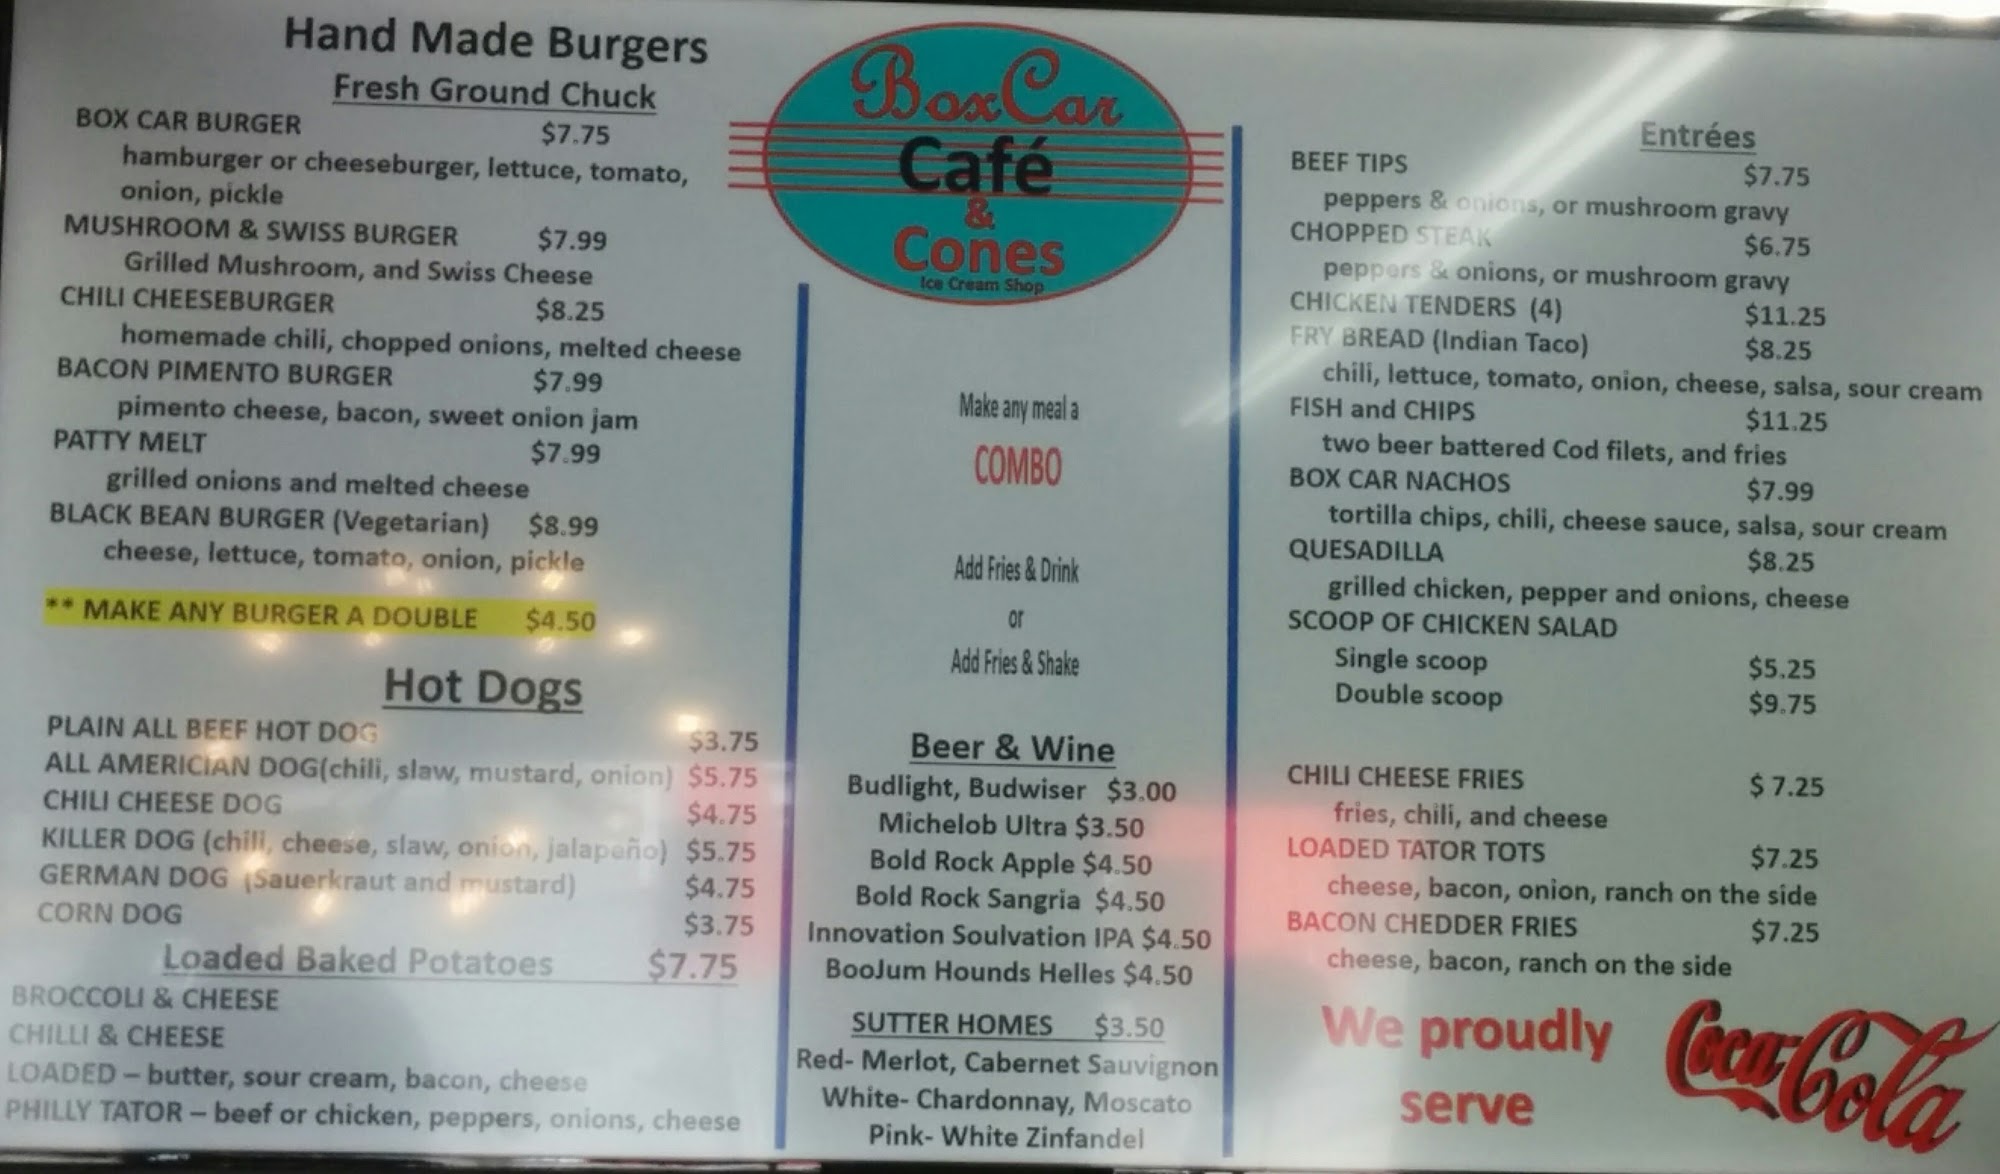 Hand Made Burgers
Fresh Ground Chuck
BOX CAR BURGER $7.75
hamburger or cheeseburger, lettuce, tomato,
onion, pickle
MUSHROOM & SWISS BURGER $7.99
Grilled Mushroom, and Swiss Cheese
CHILI CHEESEBURGER $8.25
homemade chili, chopped onions, melted cheese
BACON PIMENTO BURGER $7.99
pimento cheese, bacon, sweet onion jam
PATTY MELT $7.99
grilled onions and melted cheese
BLACK BEAN BURGER (Vegetarian) $8.99
cheese, lettuce, tomato, onion, pickle
** MAKE ANY BURGER A DOUBLE $4.50
Hot Dogs
PLAIN ALL BEEF HOT DOG $3.75
ALL AMERICIAN DOG(chili, slaw, mustard, onion) $5.75
CHILI CHEESE DOG $4.75
KILLER DOG (chili, cheese, slaw, onion, jalapeño) $5.75
GERMAN DOG (Sauerkraut and mustard) $4.75
CORN DOG $3.75
Loaded Baked Potatoes $7.75
BROCCOLI & CHEESE
CHILLI & CHEESE
LOADED – butter, sour cream, bacon, cheese
PHILLY TATOR – beef or chicken, peppers, onions, cheese
BoxCar
Café
&
Cones
Ice Cream Shop
Make any meal a
COMBO
Add Fries & Drink
or
Add Fries & Shake
Beer & Wine
Budlight, Budwiser $3.00
Michelob Ultra $3.50
Bold Rock Apple $4.50
Bold Rock Sangria $4.50
Innovation Soulvation IPA $4.50
BooJum Hounds Helles $4.50
SUTTER HOMES $3.50
Red- Merlot, Cabernet Sauvignon
White- Chardonnay, Moscato
Pink- White Zinfandel
Entrées
BEEF TIPS $7.75
peppers & onions, or mushroom gravy
CHOPPED STEAK $6.75
peppers & onions, or mushroom gravy
CHICKEN TENDERS (4) $11.25
FRY BREAD (Indian Taco) $8.25
chili, lettuce, tomato, onion, cheese, salsa, sour cream
FISH and CHIPS $11.25
two beer battered Cod filets, and fries
BOX CAR NACHOS $7.99
tortilla chips, chili, cheese sauce, salsa, sour cream
QUESADILLA $8.25
grilled chicken, pepper and onions, cheese
SCOOP OF CHICKEN SALAD
Single scoop $5.25
Double scoop $9.75
CHILI CHEESE FRIES $ 7.25
fries, chili, and cheese
LOADED TATOR TOTS $7.25
cheese, bacon, onion, ranch on the side
BACON CHEDDER FRIES $7.25
cheese, bacon, ranch on the side
We proudly
serve
Coca-Cola